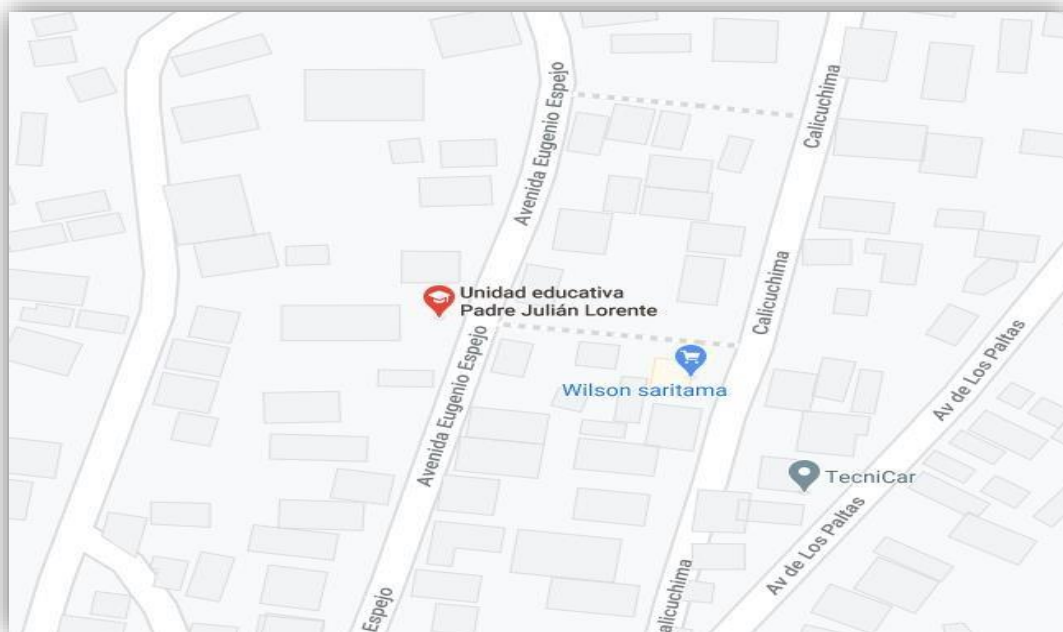 Avenida Eugenio Espejo
Calicuchima
Calicuchima
Unidad educativa
Padre Julián Lorente
Avenida Eugenio Espejo
Wilson saritama
Av de Los Paltas
TecniCar
Av de Los Paltas
Espejo
alicuchima